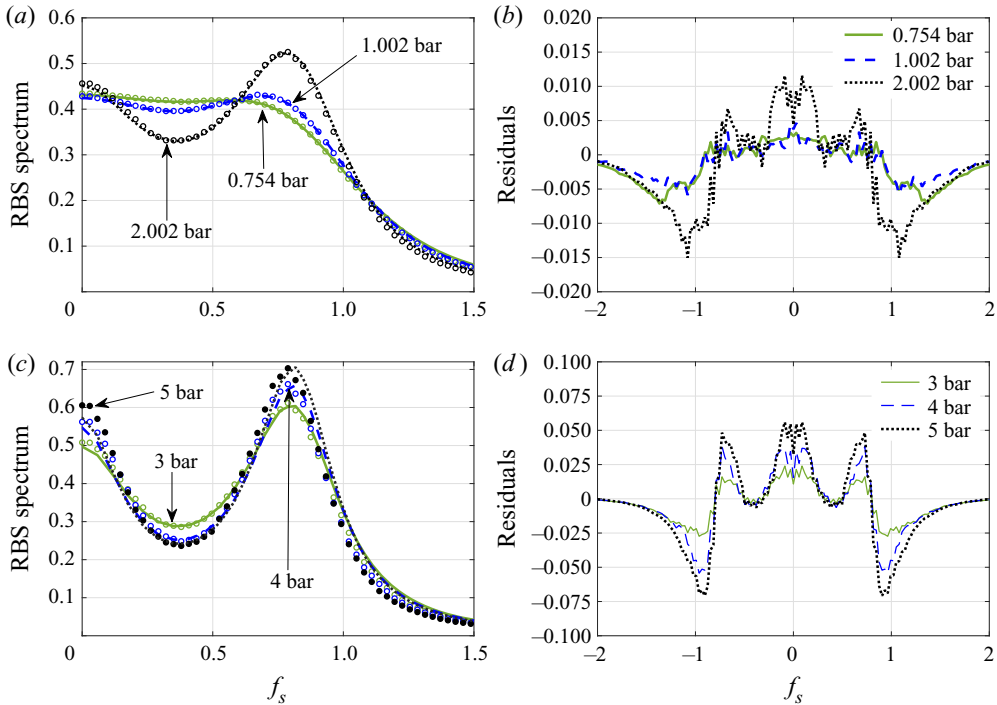 (a)
0.6
0.5
0.4
0.3
0.2
0.1
RBS spectrum
1.002 bar
0.754 bar
2.002 bar
0 0.5 1.0 1.5
(b)
0.020
0.015
0.010
0.005
0
–0.005
–0.010
–0.015
–0.020
Residuals
0.754 bar
1.002 bar
2.002 bar
–2 –1 0 1 2
(c)
0.7
0.6
0.5
0.4
0.3
0.2
0.1
RBS spectrum
5 bar
3 bar
4 bar
0 0.5 1.0 1.5
f_s
(d)
0.100
0.075
0.050
0.025
0
–0.025
–0.050
–0.075
–0.100
Residuals
3 bar
4 bar
5 bar
–2 –1 0 1 2
f_s